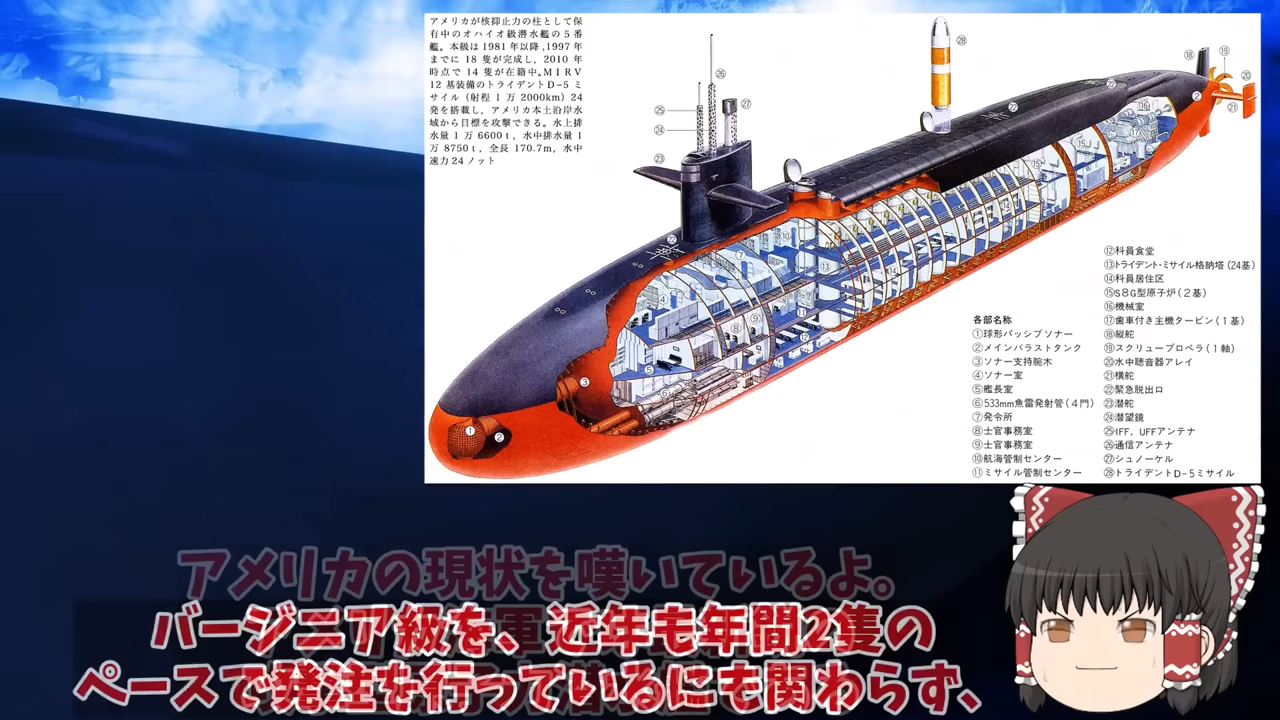 アメリカが核抑止力の柱として保
有中のオハイオ級潜水艦の5番
艦。本級は1981年以降,1997年
までに18隻が完成し，2010年
時点で14隻が在籍中。MIRV
12基装備のトライデントD-5ミ
サイル（射程1万2000km）24
発を搭載し，アメリカ本土沿岸水
域から目標を攻撃できる。水上排
水量1万6600t，水中排水量1
万8750t，全長170.7m，水中
速力24ノット
各部名称
①球形パッシブソナー
②メインバラストタンク
③ソナー支持腕木
④ソナー室
⑤艦長室
⑥533mm魚雷発射管(4門)
⑦発令所
⑧士官事務室
⑨士官事務室
⑩航海管制センター
⑪ミサイル管制センター
⑫科員食堂
⑬トライデント・ミサイル格納塔(24基)
⑭科員居住区
⑮S8G型原子炉(2基)
⑯機械室
⑰歯車付き主機タービン(1基)
⑱縦舵
⑲スクリュープロペラ(1軸)
⑳水中聴音器アレイ
㉑横舵
㉒緊急脱出口
㉓潜舵
㉔潜望鏡
㉕IFF，UFFアンテナ
㉖通信アンテナ
㉗シュノーケル
㉘トライデントD-5ミサイル
アメリカの現状を嘆いているよ。
バージニア級を、近年も年間2隻の
ペースで発注を行っているにも関わらず、